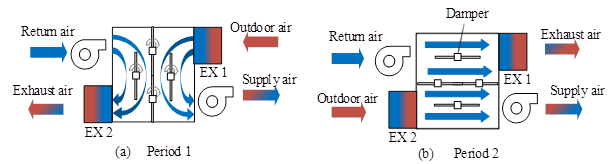 Return air
Outdoor air
EX 1
Exhaust air
Supply air
EX 2
(a) Period 1
Damper
Return air
Exhaust air
EX 1
Outdoor air
Supply air
EX 2
(b) Period 2